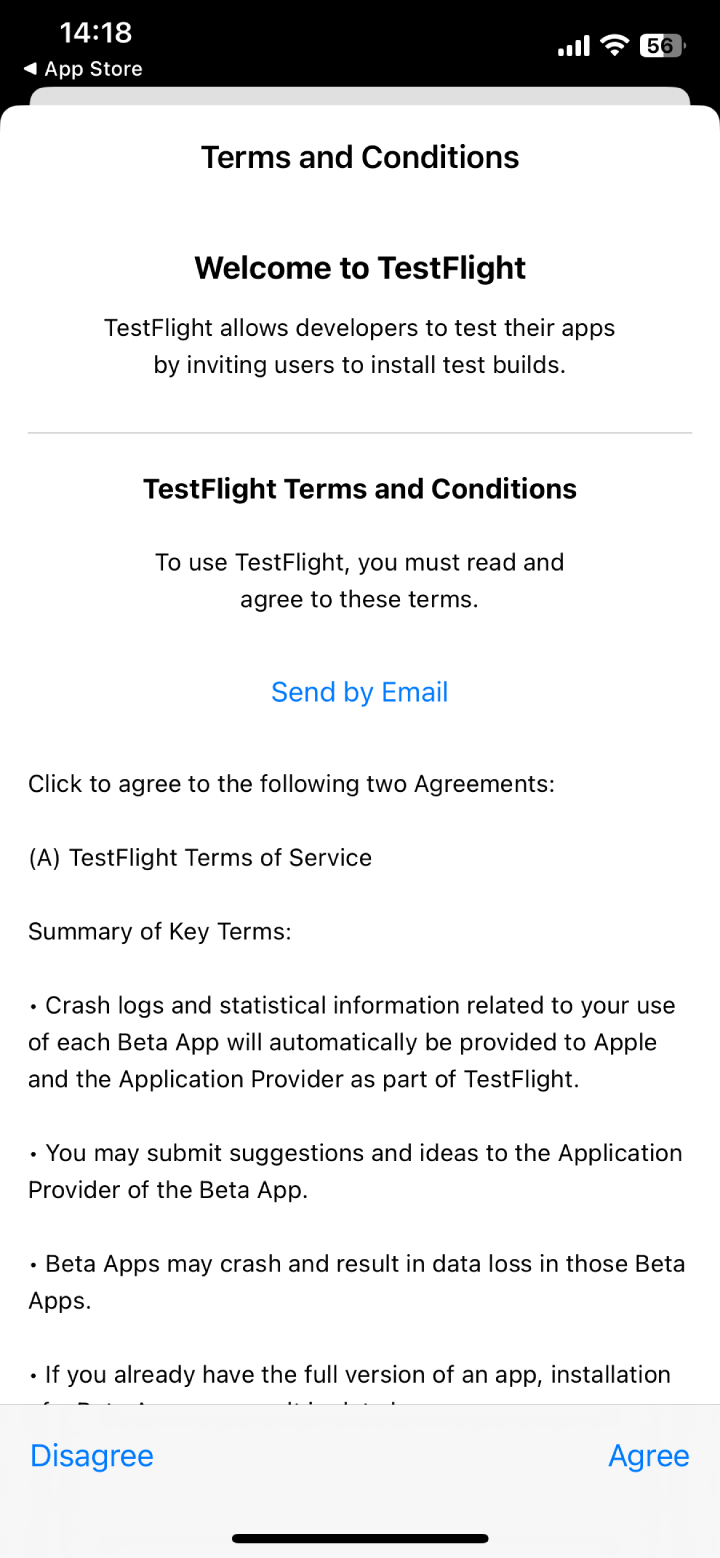 14:18
56
◀ App Store
Terms and Conditions
Welcome to TestFlight
TestFlight allows developers to test their apps
by inviting users to install test builds.
TestFlight Terms and Conditions
To use TestFlight, you must read and
agree to these terms.
Send by Email
Click to agree to the following two Agreements:
(A) TestFlight Terms of Service
Summary of Key Terms:
• Crash logs and statistical information related to your use
of each Beta App will automatically be provided to Apple
and the Application Provider as part of TestFlight.
• You may submit suggestions and ideas to the Application
Provider of the Beta App.
• Beta Apps may crash and result in data loss in those Beta
Apps.
• If you already have the full version of an app, installation
Disagree
Agree